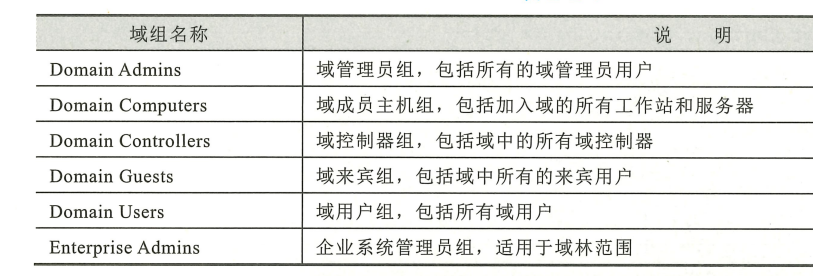 域组名称 说 明
Domain Admins 域管理员组，包括所有的域管理员用户
Domain Computers 域成员主机组，包括加入域的所有工作站和服务器
Domain Controllers 域控制器组，包括域中的所有域控制器
Domain Guests 域来宾组，包括域中所有的来宾用户
Domain Users 域用户组，包括所有域用户
Enterprise Admins 企业系统管理员组，适用于域林范围